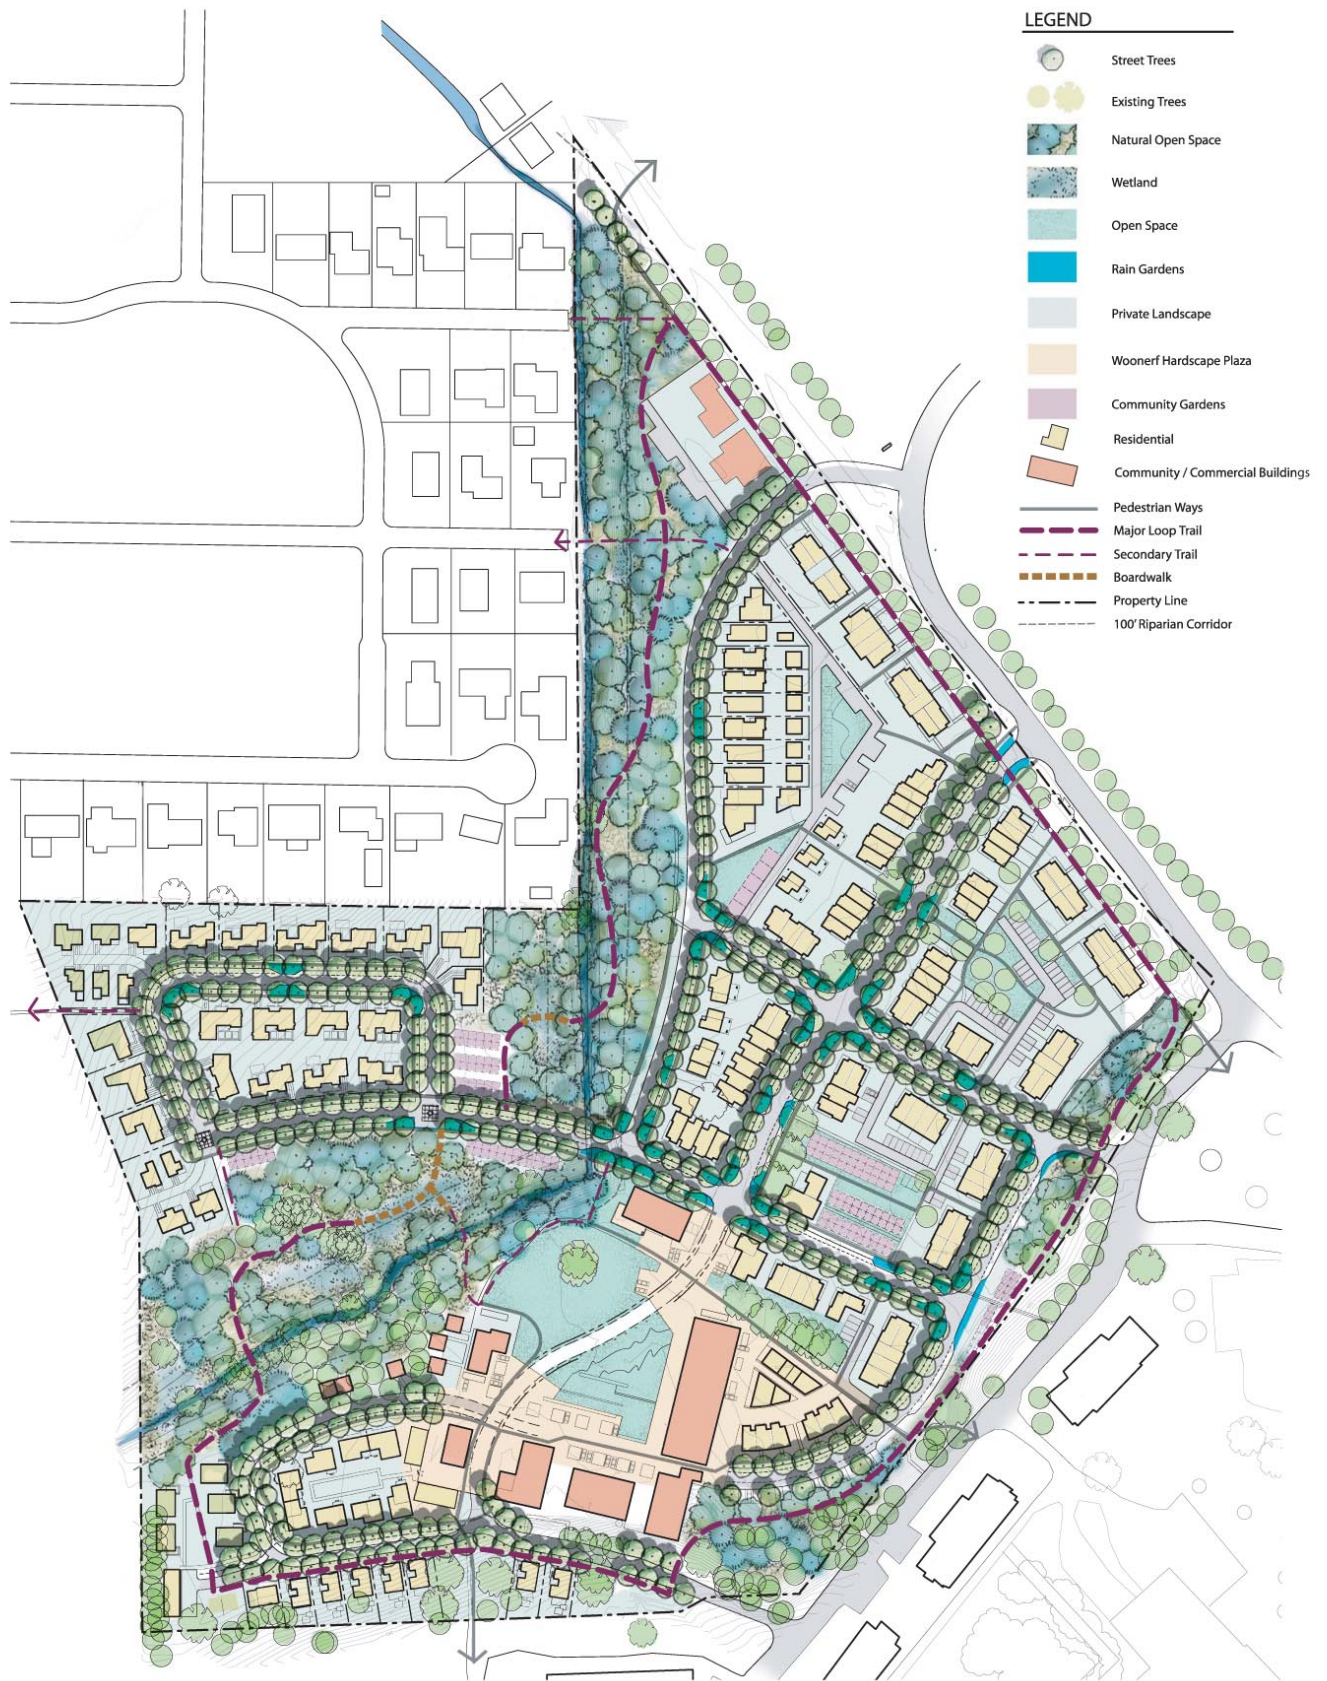 LEGEND
Street Trees
Existing Trees
Natural Open Space
Wetland
Open Space
Rain Gardens
Private Landscape
Woonerf Hardscape Plaza
Community Gardens
Residential
Community / Commercial Buildings
Pedestrian Ways
Major Loop Trail
Secondary Trail
Boardwalk
Property Line
100' Riparian Corridor